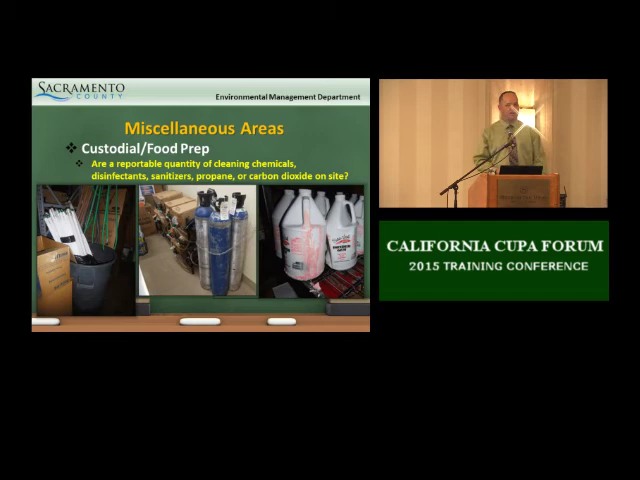 SACRAMENTO
COUNTY
Environmental Management Department
Miscellaneous Areas
Custodial/Food Prep
Are a reportable quantity of cleaning chemicals,
disinfectants, sanitizers, propane, or carbon dioxide on site?
CALIFORNIA CUPA FORUM
2015 TRAINING CONFERENCE